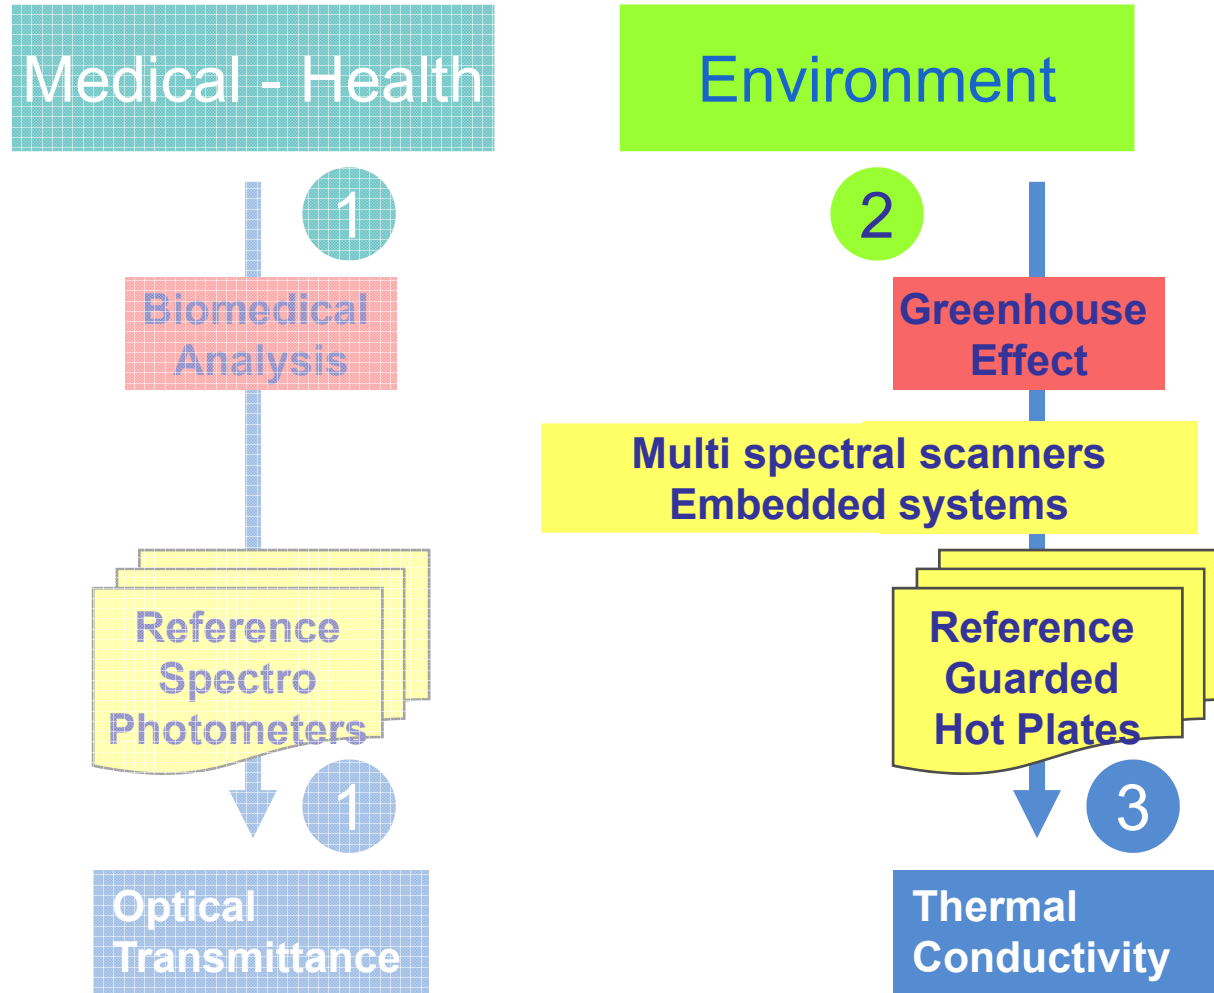 Medical - Health
1
Biomedical
Analysis
Reference
Spectro
Photometers
1
Optical
Transmittance
Environment
2
Greenhouse
Effect
Multi spectral scanners
Embedded systems
Reference
Guarded
Hot Plates
3
Thermal
Conductivity